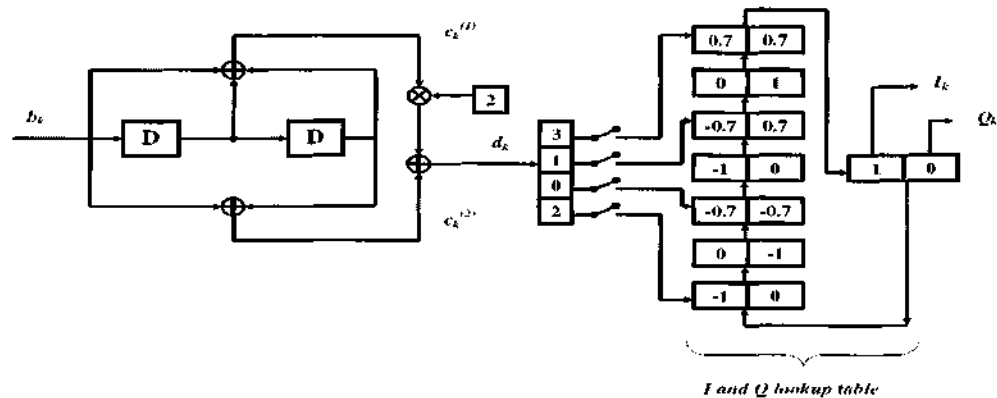 c_k^(1)
0.7 0.7
I_k
0 1
2
Q_k
b_k
D
D
d_k
3
-0.7 0.7
1
-1 0
1 0
0
2
-0.7 -0.7
c_k^(2)
0 -1
-1 0
I and Q lookup table